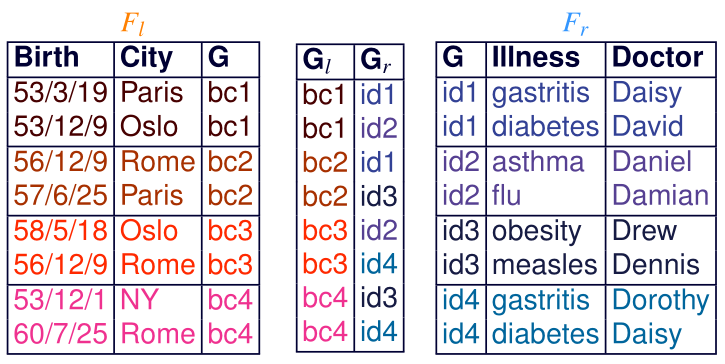 F_l F_r
Birth City G G_l G_r G Illness Doctor
53/3/19 Paris bc1 bc1 id1 id1 gastritis Daisy
53/12/9 Oslo bc1 bc1 id2 id1 diabetes David
56/12/9 Rome bc2 bc2 id1 id2 asthma Daniel
57/6/25 Paris bc2 bc2 id3 id2 flu Damian
58/5/18 Oslo bc3 bc3 id2 id3 obesity Drew
56/12/9 Rome bc3 bc3 id4 id3 measles Dennis
53/12/1 NY bc4 bc4 id3 id4 gastritis Dorothy
60/7/25 Rome bc4 bc4 id4 id4 diabetes Daisy